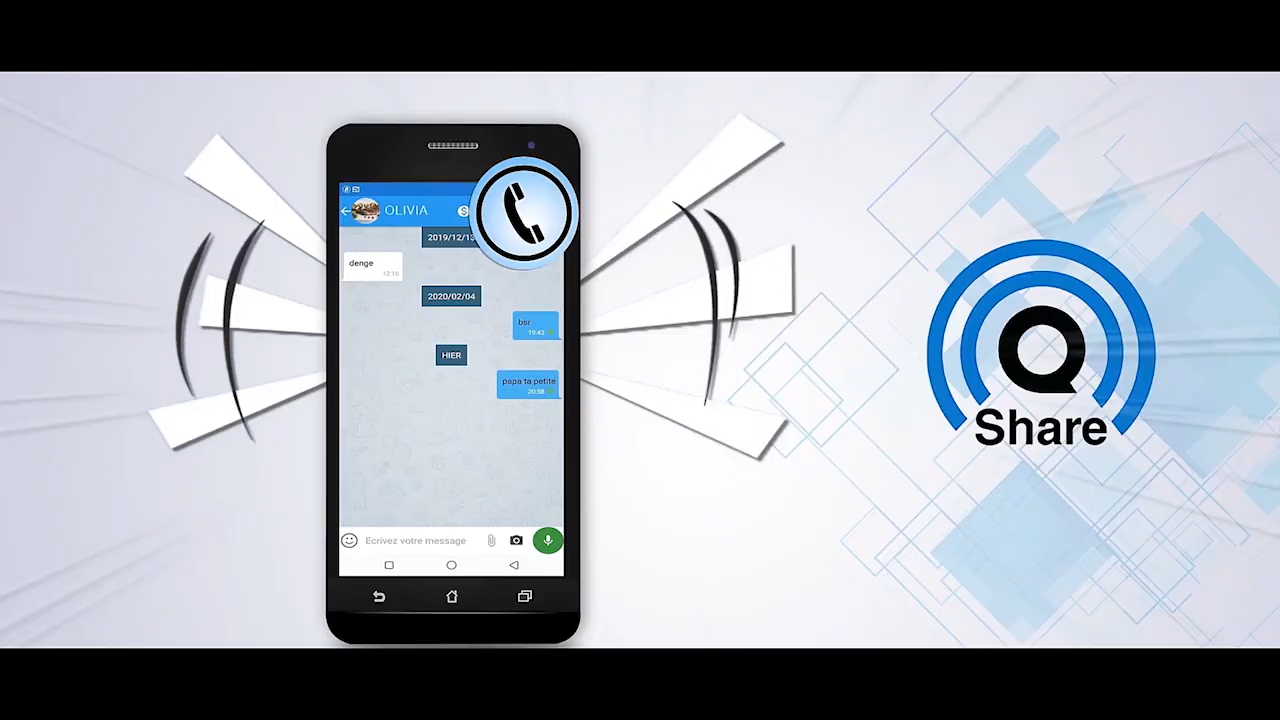 OLIVIA
2019/12/13
denge
12:16
2020/02/04
bsr
19:43
HIER
papa ta petite
20:58
Ecrivez votre message
Share